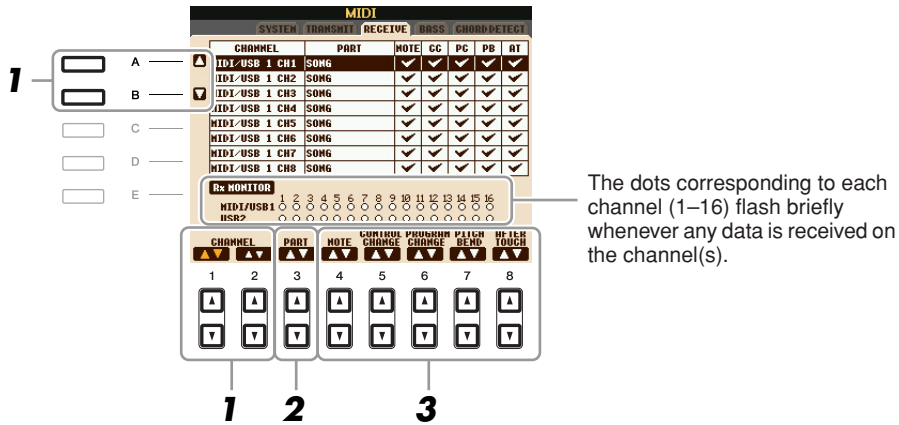 MIDI
SYSTEM TRANSMIT RECEIVE BASS CHORD DETECT
CHANNEL PART NOTE CC PC PB AT
1 A MIDI/USB 1 CH1 SONG
MIDI/USB 1 CH2 SONG
B MIDI/USB 1 CH3 SONG
MIDI/USB 1 CH4 SONG
C MIDI/USB 1 CH5 SONG
MIDI/USB 1 CH6 SONG
D MIDI/USB 1 CH7 SONG
MIDI/USB 1 CH8 SONG
E Rx MONITOR
1 2 3 4 5 6 7 8 9 10 11 12 13 14 15 16
MIDI/USB1
USB2
The dots corresponding to each
channel (1–16) flash briefly
whenever any data is received on
the channel(s).
CHANNEL PART NOTE CONTROL CHANGE PROGRAM CHANGE PITCH BEND AFTER TOUCH
1 2 3 4 5 6 7 8
1 2 3